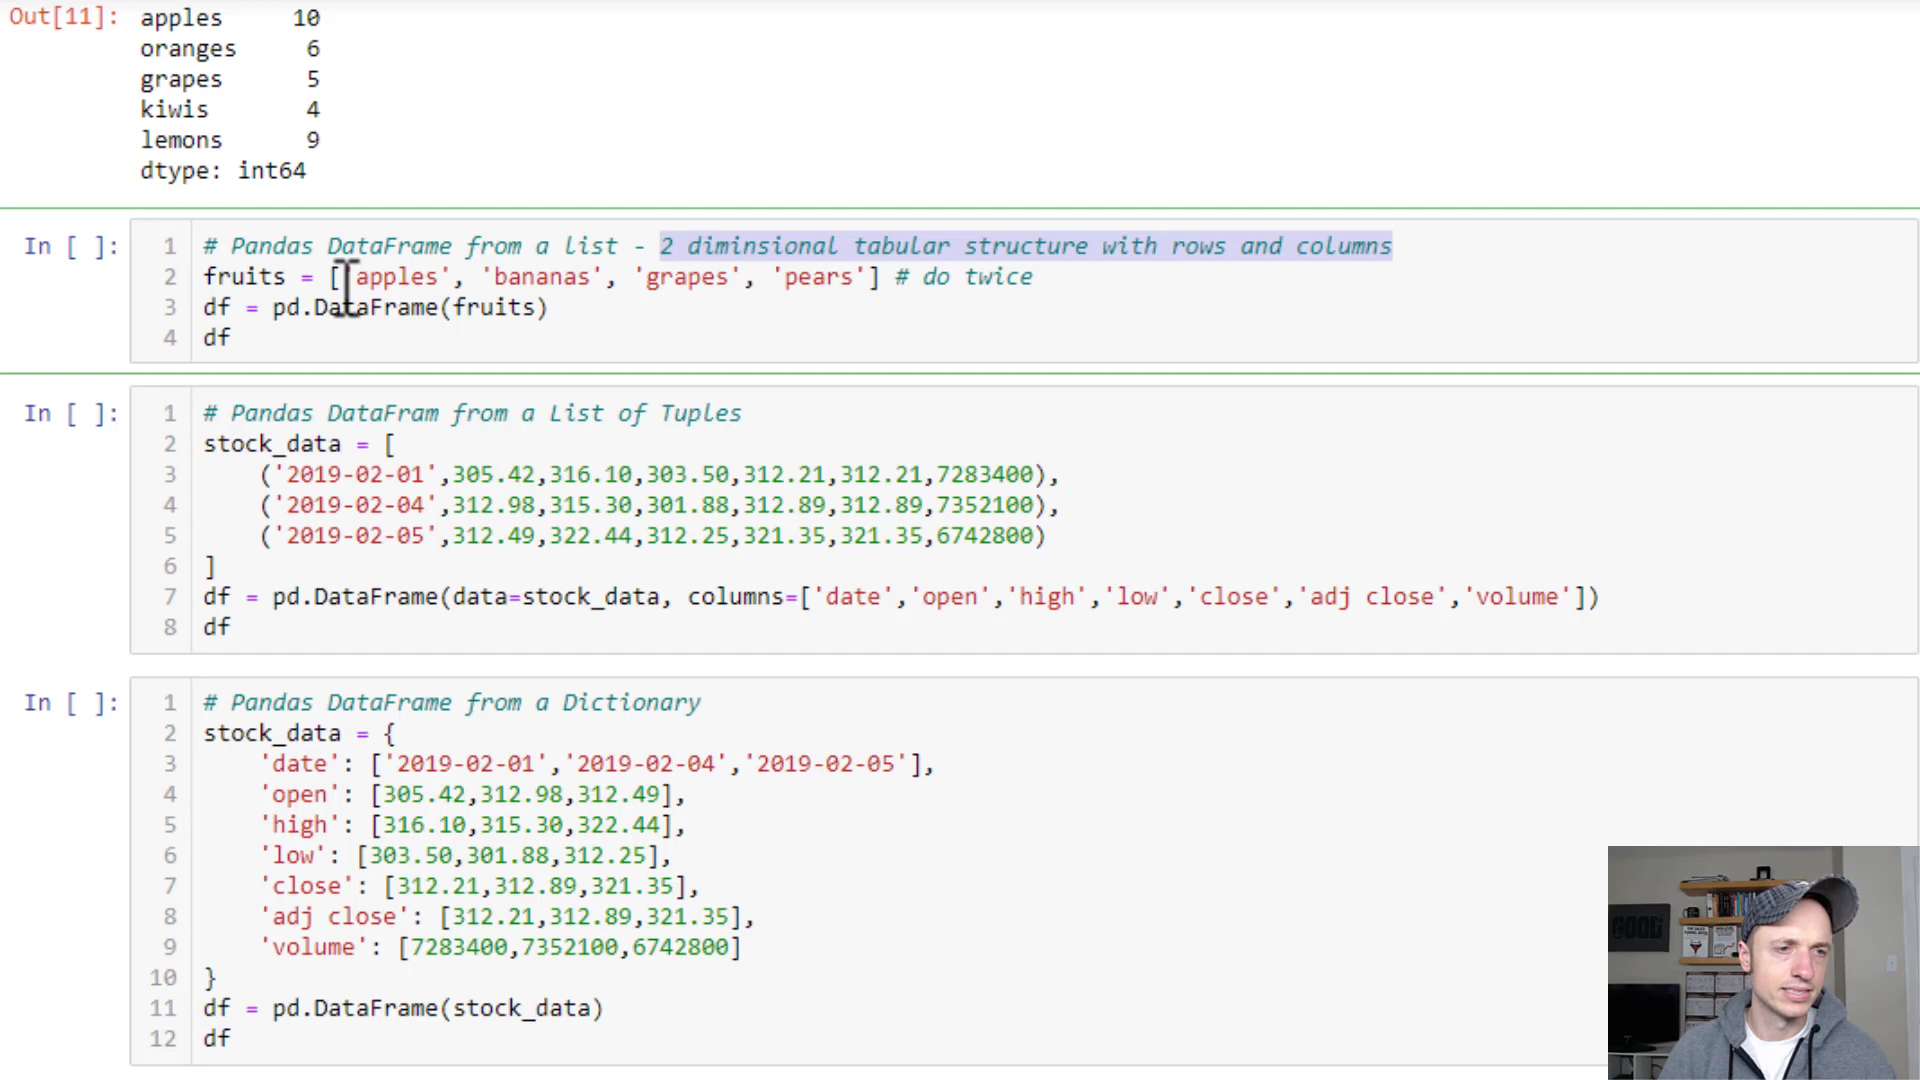 Out[11]: apples 10
oranges 6
grapes 5
kiwis 4
lemons 9
dtype: int64
In [ ]: 1 # Pandas DataFrame from a list - 2 diminsional tabular structure with rows and columns
2 fruits = ['apples', 'bananas', 'grapes', 'pears'] # do twice
3 df = pd.DataFrame(fruits)
4 df
In [ ]: 1 # Pandas DataFram from a List of Tuples
2 stock_data = [
3 ('2019-02-01',305.42,316.10,303.50,312.21,312.21,7283400),
4 ('2019-02-04',312.98,315.30,301.88,312.89,312.89,7352100),
5 ('2019-02-05',312.49,322.44,312.25,321.35,321.35,6742800)
6 ]
7 df = pd.DataFrame(data=stock_data, columns=['date','open','high','low','close','adj close','volume'])
8 df
In [ ]: 1 # Pandas DataFrame from a Dictionary
2 stock_data = {
3 'date': ['2019-02-01','2019-02-04','2019-02-05'],
4 'open': [305.42,312.98,312.49],
5 'high': [316.10,315.30,322.44],
6 'low': [303.50,301.88,312.25],
7 'close': [312.21,312.89,321.35],
8 'adj close': [312.21,312.89,321.35],
9 'volume': [7283400,7352100,6742800]
10 }
11 df = pd.DataFrame(stock_data)
12 df